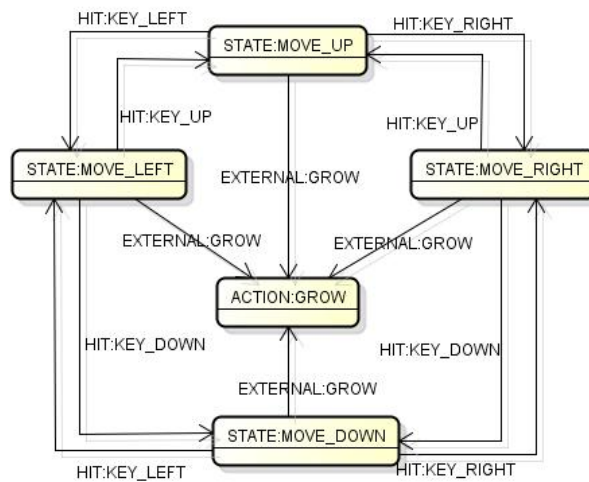 HIT:KEY_LEFT
HIT:KEY_RIGHT
STATE:MOVE_UP
HIT:KEY_UP
HIT:KEY_UP
STATE:MOVE_LEFT
EXTERNAL:GROW
STATE:MOVE_RIGHT
EXTERNAL:GROW
EXTERNAL:GROW
ACTION:GROW
HIT:KEY_DOWN
HIT:KEY_DOWN
EXTERNAL:GROW
STATE:MOVE_DOWN
HIT:KEY_LEFT
HIT:KEY_RIGHT